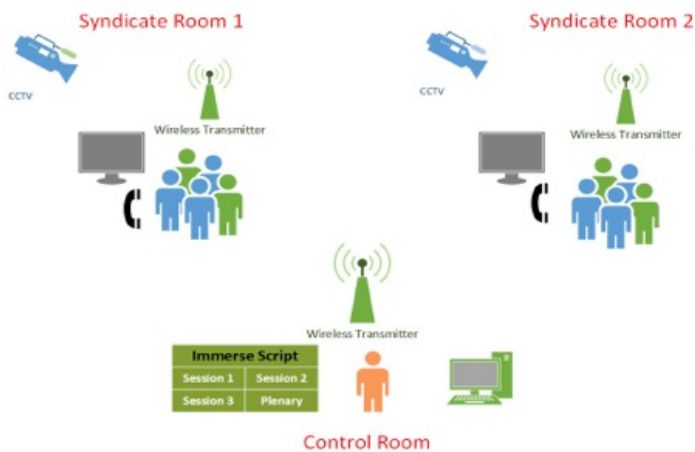 Syndicate Room 1
Syndicate Room 2
CCTV
CCTV
Wireless Transmitter
Wireless Transmitter
Wireless Transmitter
Immerse Script
Session 1
Session 2
Session 3
Plenary
Control Room